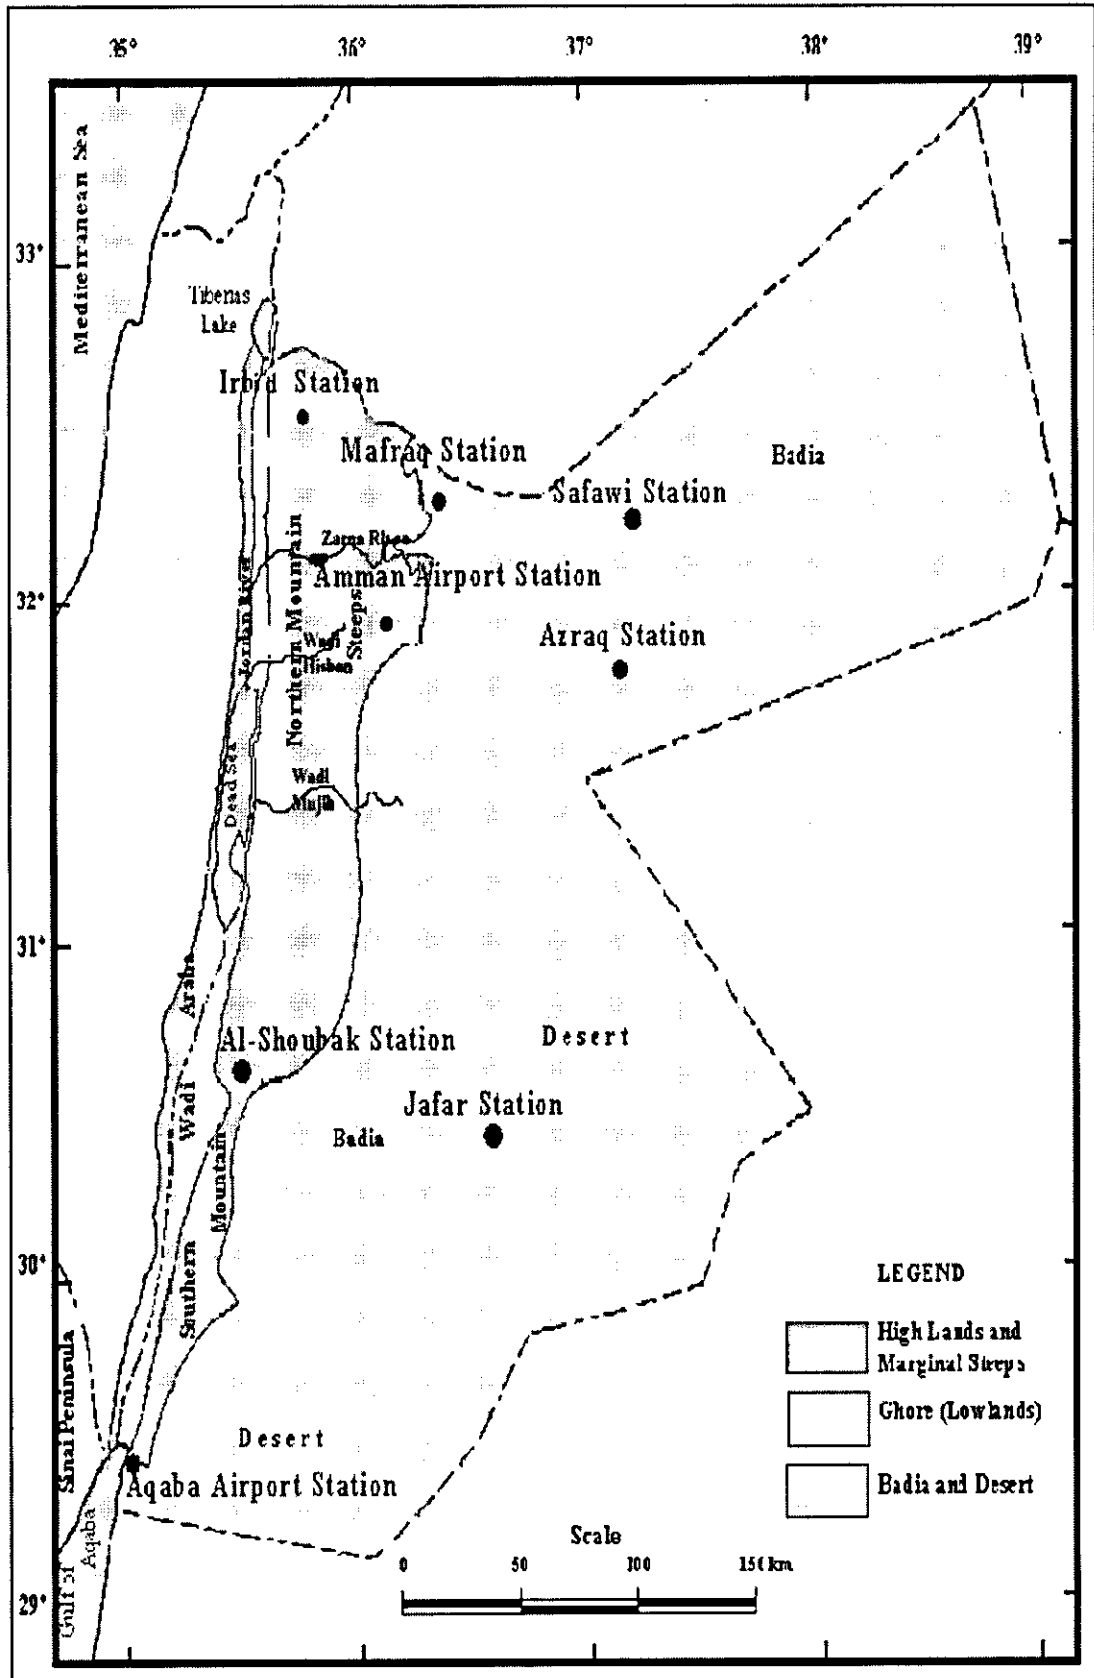 35°
36°
37°
38°
39°
33°
32°
31°
30°
29°
Mediterranean Sea
Tiberias
Lake
Irbid Station
Mafraq Station
Badia
Safawi Station
Zarqa River
Amman Airport Station
Jordan River
Northern Mountain
Steeps
Azraq Station
Wadi
Hisban
Dead Sea
Wadi
Mujib
Wadi Araba
Al-Shoubak Station
Desert
Jafar Station
Badia
Southern Mountain
Sinai Peninsula
Desert
Aqaba Airport Station
Gulf of
Aqaba
LEGEND
High Lands and
Marginal Streps
Ghore (Lowlands)
Badia and Desert
Scale
0 50 100 150 km